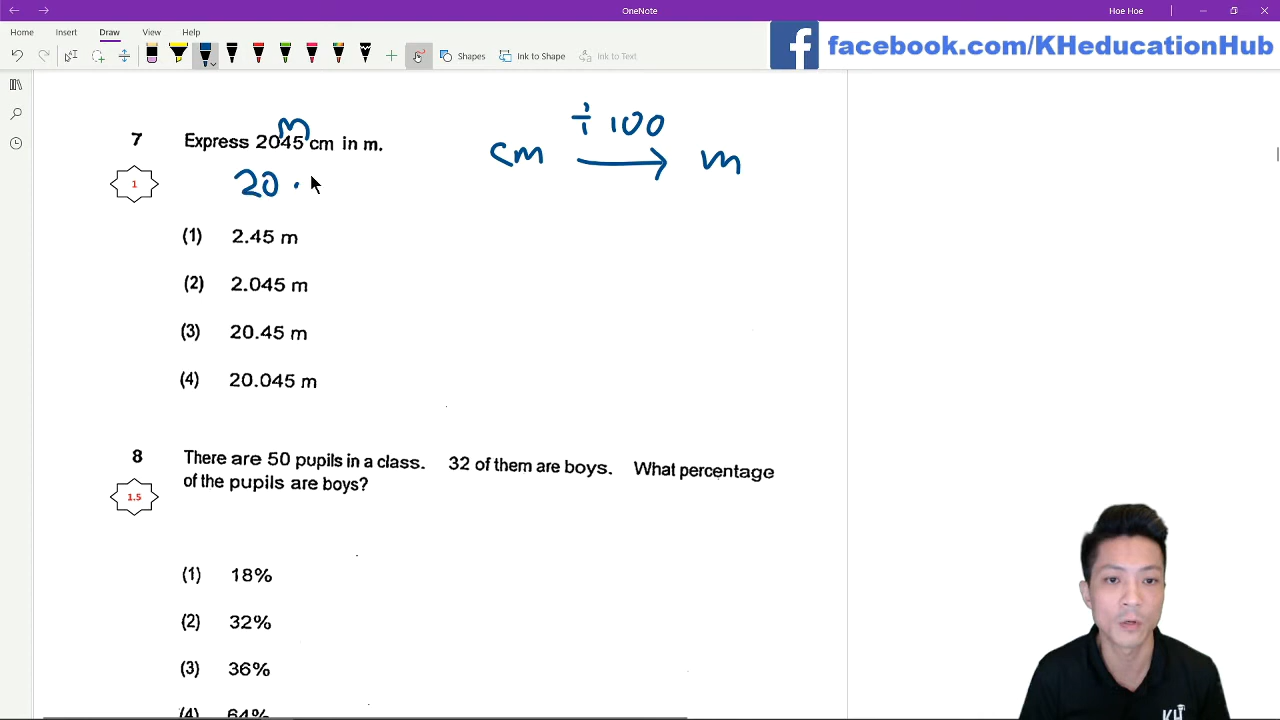 OneNote
Hoe Hoe
Home Insert Draw View Help
Shapes Ink to Shape Ink to Text
f facebook.com/KHeducationHub
÷ 100
cm → m
m
7 Express 2045 cm in m.
1
20 .
(1) 2.45 m
(2) 2.045 m
(3) 20.45 m
(4) 20.045 m
8 There are 50 pupils in a class. 32 of them are boys. What percentage
of the pupils are boys?
1.5
(1) 18%
(2) 32%
(3) 36%
(4) 64%
KH